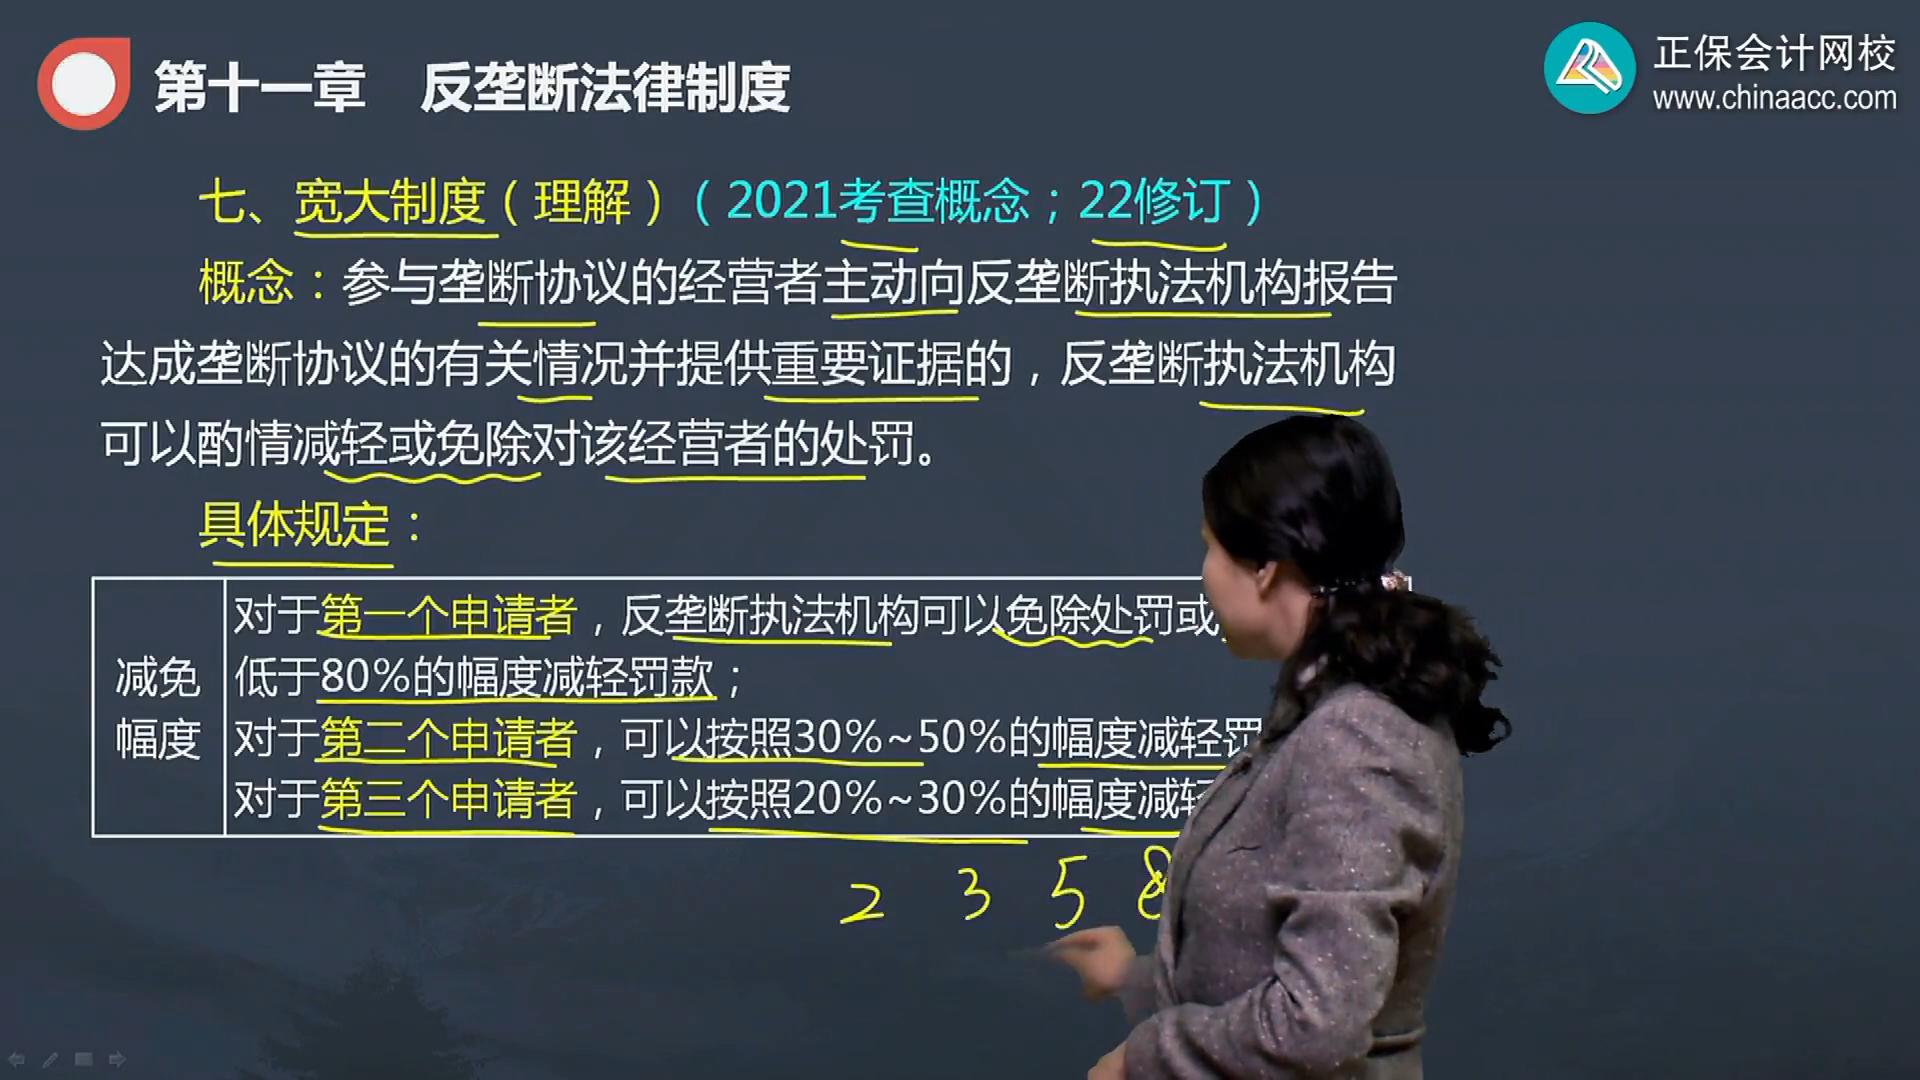 第十一章 反垄断法律制度
正保会计网校
www.chinaacc.com
七、宽大制度（理解）（2021考查概念；22修订）
概念：参与垄断协议的经营者主动向反垄断执法机构报告
达成垄断协议的有关情况并提供重要证据的，反垄断执法机构
可以酌情减轻或免除对该经营者的处罚。
具体规定：
减免
幅度
对于第一个申请者，反垄断执法机构可以免除处罚或
低于80%的幅度减轻罚款；
对于第二个申请者，可以按照30%~50%的幅度减轻罚
对于第三个申请者，可以按照20%~30%的幅度减轻
2 3 5 8